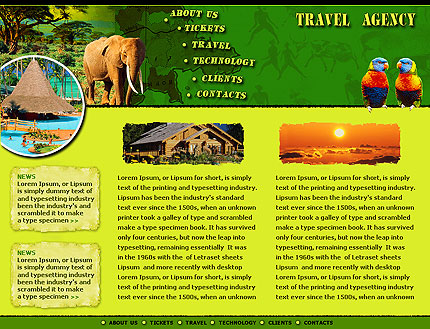 ABOUT US
TICKETS
TRAVEL
TECHNOLOGY
CLIENTS
CONTACTS
TRAVEL AGENCY
NEWS
Lorem Ipsum, or Lipsum
is simply dummy text of
and typesetting industry
been the industry's and
scrambled it to make
a type specimen >>
NEWS
Lorem Ipsum, or Lipsum
is simply dummy text of
and typesetting industry
been the industry's and
scrambled it to make
a type specimen >>
Lorem Ipsum, or Lipsum for short, is simply
text of the printing and typesetting industry.
Lipsum has been the industry's standard
text ever since the 1500s, when an unknown
printer took a galley of type and scrambled
make a type specimen book. It has survived
only four centuries, but now the leap into
typesetting, remaining essentially It was
in the 1960s with the of Letraset sheets
Lipsum and more recently with desktop
Lorem Ipsum, or Lipsum for short, is simply
text of the printing and typesetting industry
Lipsum has been the industry's standard
text ever since the 1500s, when an unknown
Lorem Ipsum, or Lipsum for short, is simply
text of the printing and typesetting industry.
Lipsum has been the industry's standard
text ever since the 1500s, when an unknown
printer took a galley of type and scrambled
make a type specimen book. It has survived
only four centuries, but now the leap into
typesetting, remaining essentially It was
in the 1960s with the of Letraset sheets
Lipsum and more recently with desktop
Lorem Ipsum, or Lipsum for short, is simply
text of the printing and typesetting industry
Lipsum has been the industry's standard
text ever since the 1500s, when an unknown
ABOUT US TICKETS TRAVEL TECHNOLOGY CLIENTS CONTACTS